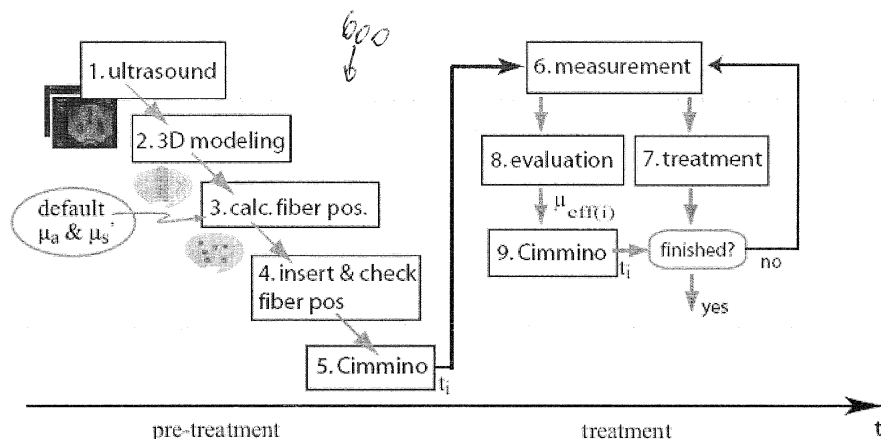 600
1. ultrasound
2. 3D modeling
default
μa & μs'
3. calc. fiber pos.
4. insert & check
fiber pos
5. Cimmino
ti
6. measurement
8. evaluation
7. treatment
μeff(i)
9. Cimmino
ti
finished?
no
yes
pre-treatment
treatment
t